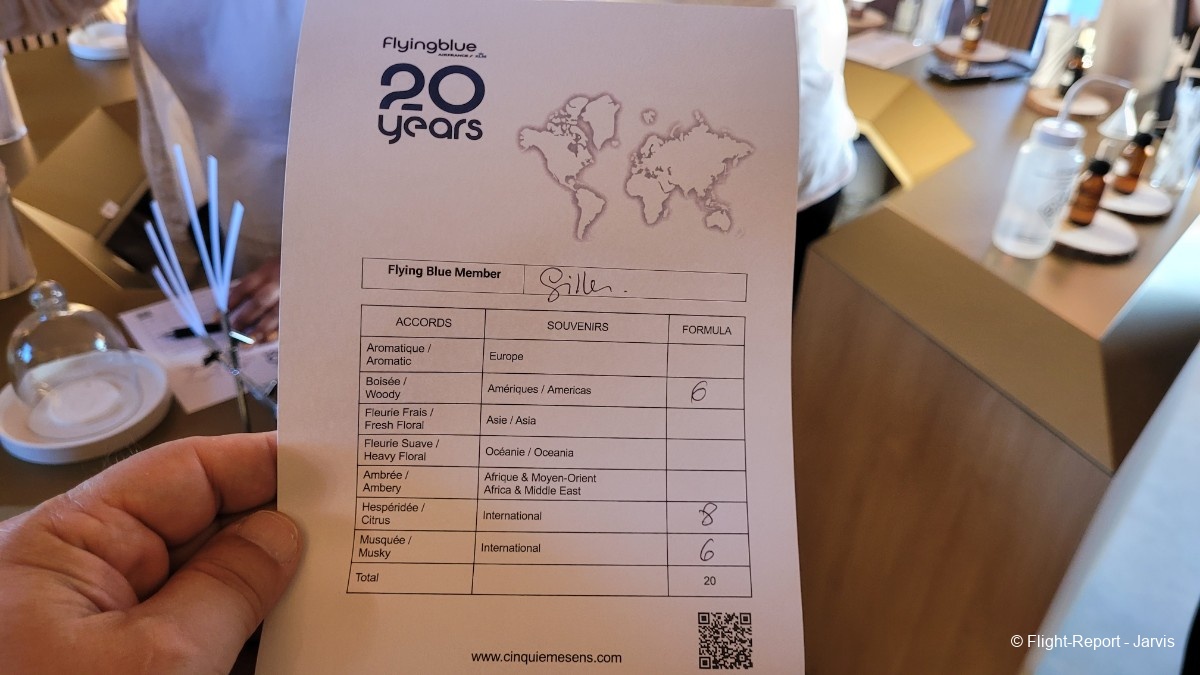 Flyingblue
AIRFRANCE / KLM
20
years
Flying Blue Member
Gilles.
ACCORDS SOUVENIRS FORMULA
Aromatique /
Aromatic
Europe
Boisée /
Woody
Amériques / Americas
6
Fleurie Frais /
Fresh Floral
Asie / Asia
Fleurie Suave /
Heavy Floral
Océanie / Oceania
Ambrée /
Ambery
Afrique & Moyen-Orient
Africa & Middle East
Hespéridée /
Citrus
International
8
Musquée /
Musky
International
6
Total 20
www.cinquiemesens.com
© Flight-Report - Jarvis